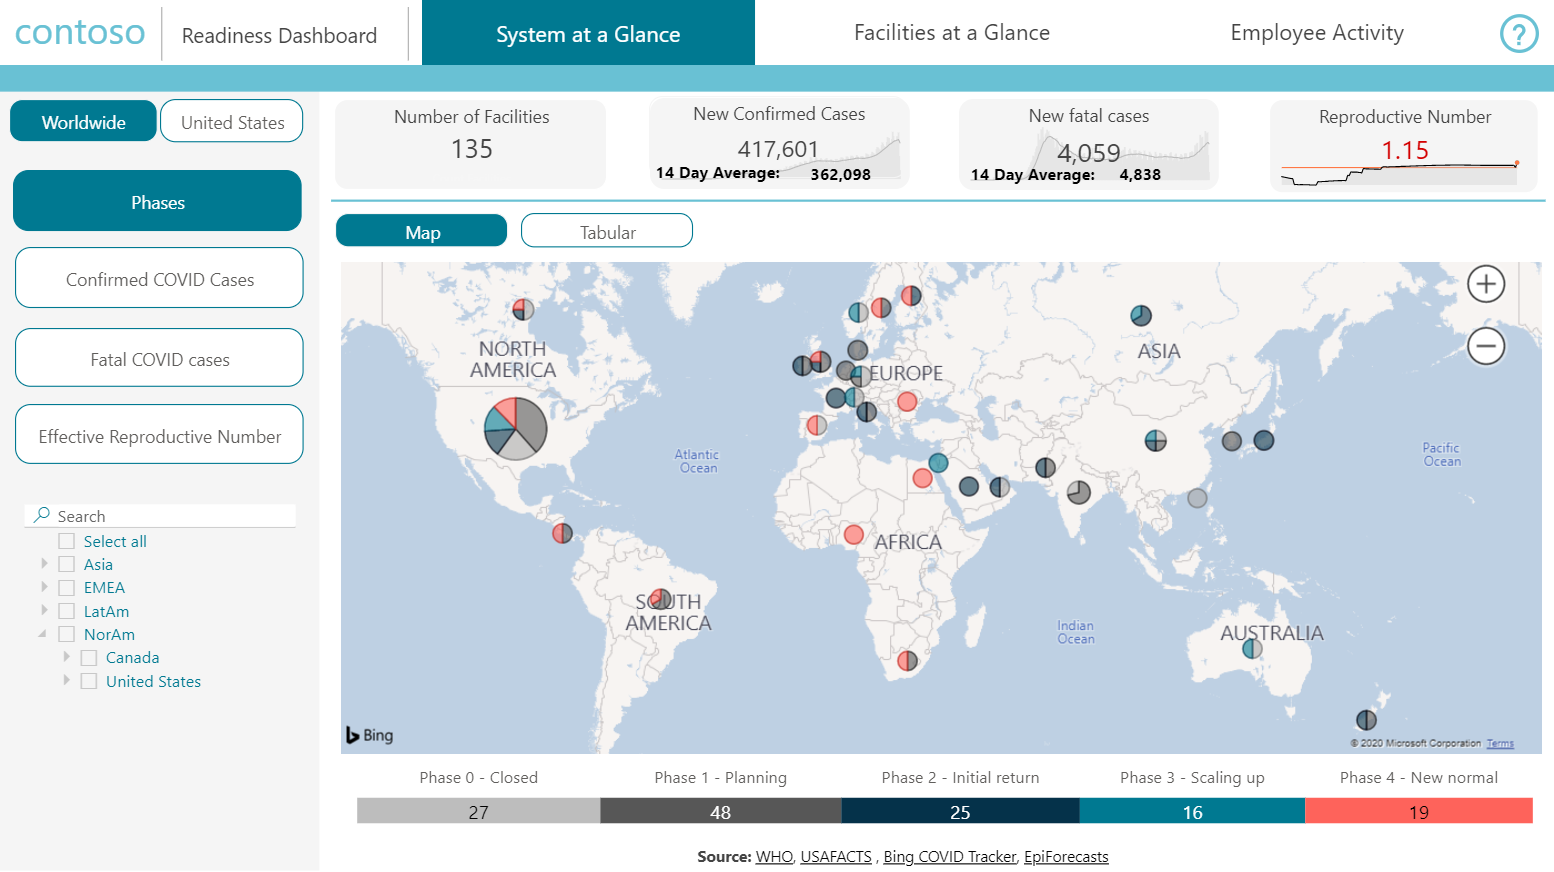 contoso
Readiness Dashboard
System at a Glance
Facilities at a Glance
Employee Activity
?
Worldwide
United States
Number of Facilities
135
New Confirmed Cases
417,601
14 Day Average: 362,098
New fatal cases
4,059
14 Day Average: 4,838
Reproductive Number
1.15
Phases
Confirmed COVID Cases
Fatal COVID cases
Effective Reproductive Number
Search
Select all
Asia
EMEA
LatAm
NorAm
Canada
United States
Map
Tabular
NORTH
AMERICA
EUROPE
ASIA
Atlantic
Ocean
Pacific
Ocean
AFRICA
SOUTH
AMERICA
Indian
Ocean
AUSTRALIA
Bing
© 2020 Microsoft Corporation Terms
Phase 0 - Closed
Phase 1 - Planning
Phase 2 - Initial return
Phase 3 - Scaling up
Phase 4 - New normal
27
48
25
16
19
Source: WHO, USAFACTS , Bing COVID Tracker, EpiForecasts